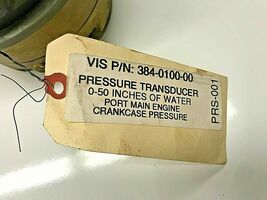 VIS P/N: 384-0100-00
PRESSURE TRANSDUCER
0-50 INCHES OF WATER
PORT MAIN ENGINE
CRANKCASE PRESSURE
PRS-001